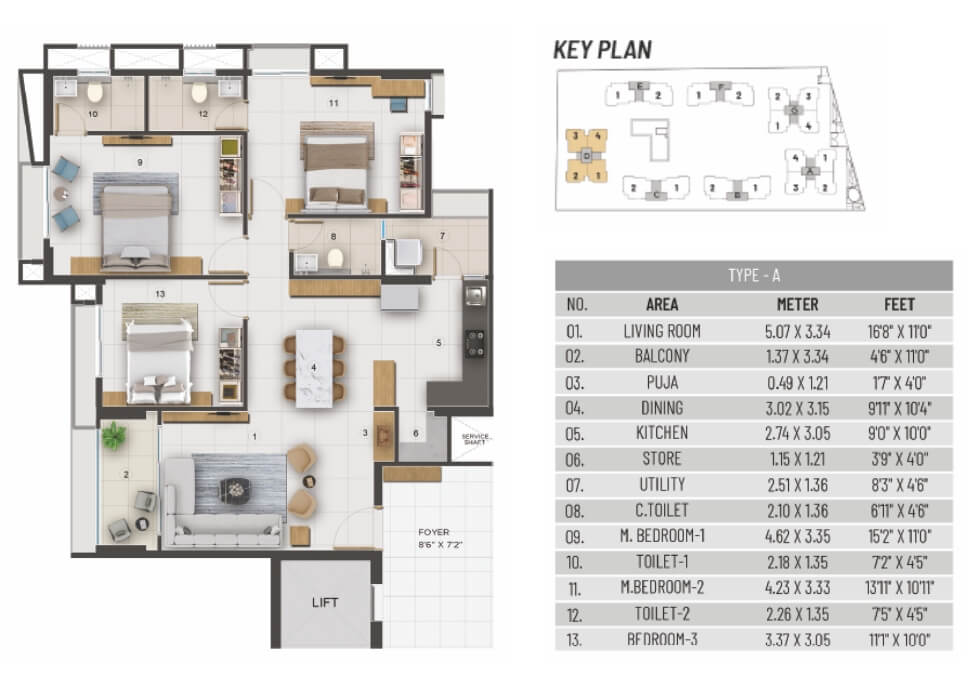 10
12
11
9
8
7
13
4
5
1
3
6
SERVICE
SHAFT
2
FOYER
8'6" X 7'2"
LIFT
KEY PLAN
E
1 2
F
1 2
2 3
G
1 4
3 4
D
2 1
2 1
C
2 1
B
4 1
A
3 2
TYPE - A
NO. AREA METER FEET
01. LIVING ROOM 5.07 X 3.34 16'8" X 11'0"
02. BALCONY 1.37 X 3.34 4'6" X 11'0"
03. PUJA 0.49 X 1.21 1'7" X 4'0"
04. DINING 3.02 X 3.15 9'11" X 10'4"
05. KITCHEN 2.74 X 3.05 9'0" X 10'0"
06. STORE 1.15 X 1.21 3'9" X 4'0"
07. UTILITY 2.51 X 1.36 8'3" X 4'6"
08. C.TOILET 2.10 X 1.36 6'11" X 4'6"
09. M. BEDROOM-1 4.62 X 3.35 15'2" X 11'0"
10. TOILET-1 2.18 X 1.35 7'2" X 4'5"
11. M.BEDROOM-2 4.23 X 3.33 13'11" X 10'11"
12. TOILET-2 2.26 X 1.35 7'5" X 4'5"
13. BEDROOM-3 3.37 X 3.05 11'1" X 10'0"